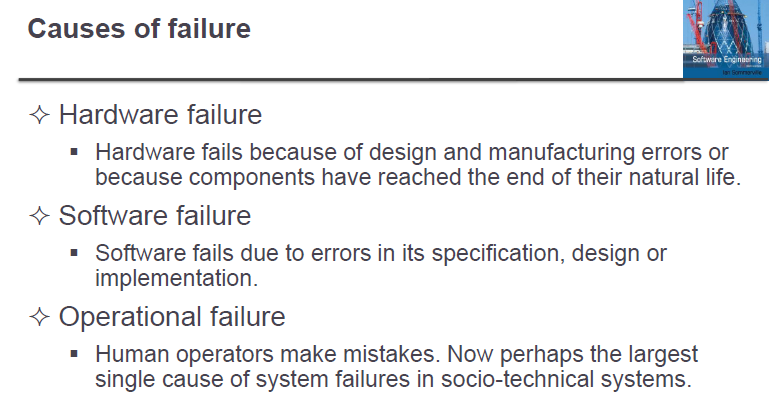 Causes of failure
Software Engineering
Ian Sommerville
✧ Hardware failure
▪ Hardware fails because of design and manufacturing errors or
because components have reached the end of their natural life.
✧ Software failure
▪ Software fails due to errors in its specification, design or
implementation.
✧ Operational failure
▪ Human operators make mistakes. Now perhaps the largest
single cause of system failures in socio-technical systems.